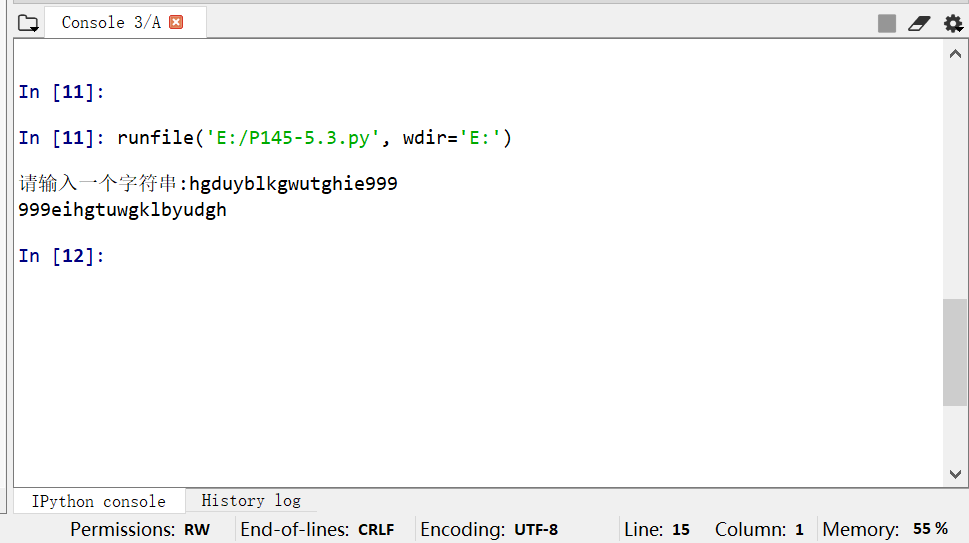 Console 3/A
In [11]:
In [11]: runfile('E:/P145-5.3.py', wdir='E:')
请输入一个字符串:hgduyblkgwutghie999
999eihgtuwgklbyudgh
In [12]:
IPython console History log
Permissions: RW End-of-lines: CRLF Encoding: UTF-8 Line: 15 Column: 1 Memory: 55 %